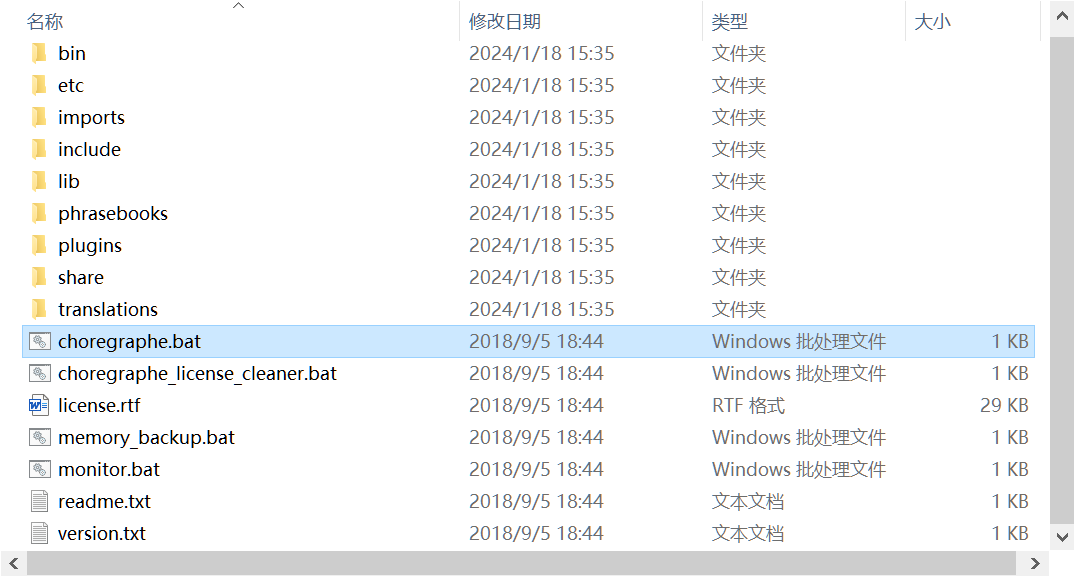 名称 修改日期 类型 大小
bin 2024/1/18 15:35 文件夹
etc 2024/1/18 15:35 文件夹
imports 2024/1/18 15:35 文件夹
include 2024/1/18 15:35 文件夹
lib 2024/1/18 15:35 文件夹
phrasebooks 2024/1/18 15:35 文件夹
plugins 2024/1/18 15:35 文件夹
share 2024/1/18 15:35 文件夹
translations 2024/1/18 15:35 文件夹
choregraphe.bat 2018/9/5 18:44 Windows 批处理文件 1 KB
choregraphe_license_cleaner.bat 2018/9/5 18:44 Windows 批处理文件 1 KB
license.rtf 2018/9/5 18:44 RTF 格式 29 KB
memory_backup.bat 2018/9/5 18:44 Windows 批处理文件 1 KB
monitor.bat 2018/9/5 18:44 Windows 批处理文件 1 KB
readme.txt 2018/9/5 18:44 文本文档 1 KB
version.txt 2018/9/5 18:44 文本文档 1 KB